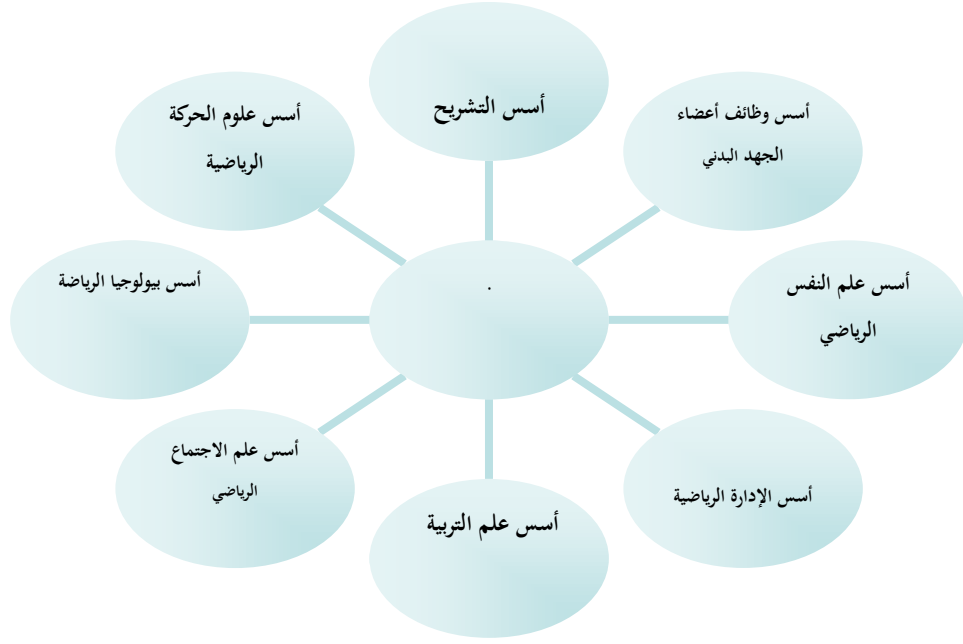 أسس التشريح
أسس وظائف أعضاء
الجهد البدني
أسس علم النفس
الرياضي
أسس الإدارة الرياضية
أسس علم التربية
أسس علم الاجتماع
الرياضي
أسس بيولوجيا الرياضة
أسس علوم الحركة
الرياضية
.